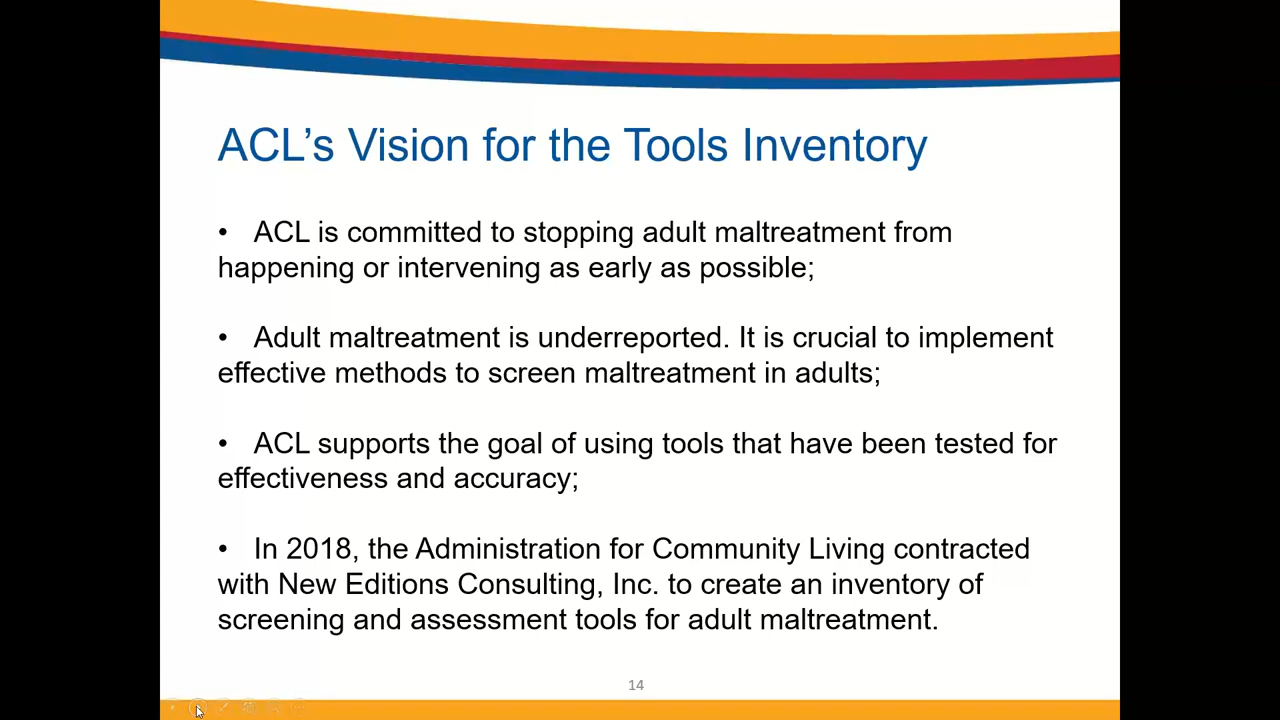 ACL’s Vision for the Tools Inventory
• ACL is committed to stopping adult maltreatment from
happening or intervening as early as possible;
• Adult maltreatment is underreported. It is crucial to implement
effective methods to screen maltreatment in adults;
• ACL supports the goal of using tools that have been tested for
effectiveness and accuracy;
• In 2018, the Administration for Community Living contracted
with New Editions Consulting, Inc. to create an inventory of
screening and assessment tools for adult maltreatment.
14